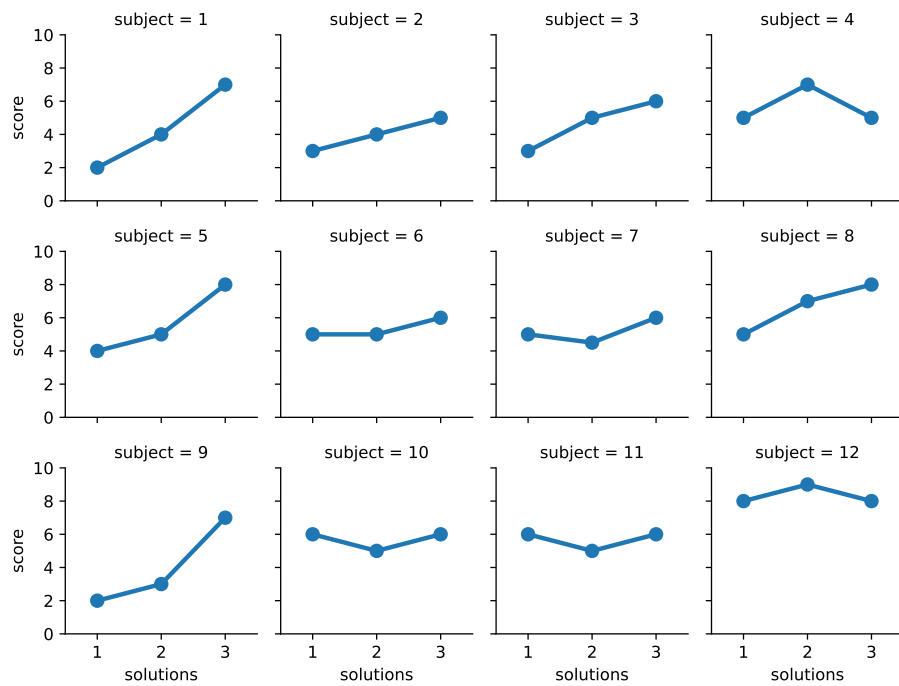 subject = 1
subject = 2
subject = 3
subject = 4
10
8
6
4
2
0
score
subject = 5
subject = 6
subject = 7
subject = 8
10
8
6
4
2
0
score
subject = 9
subject = 10
subject = 11
subject = 12
10
8
6
4
2
0
score
1 2 3
1 2 3
1 2 3
1 2 3
solutions
solutions
solutions
solutions